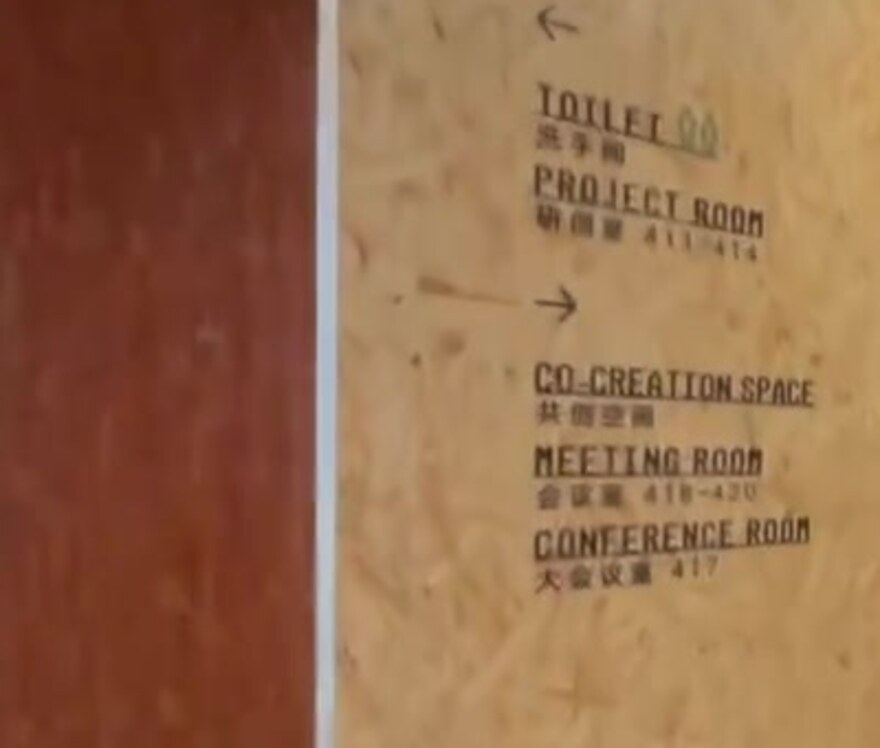 ←
TOILET
洗手间
PROJECT ROOM
研创室 411-414
→
CO-CREATION SPACE
共创空间
MEETING ROOM
会议室 418-420
CONFERENCE ROOM
大会议室 417